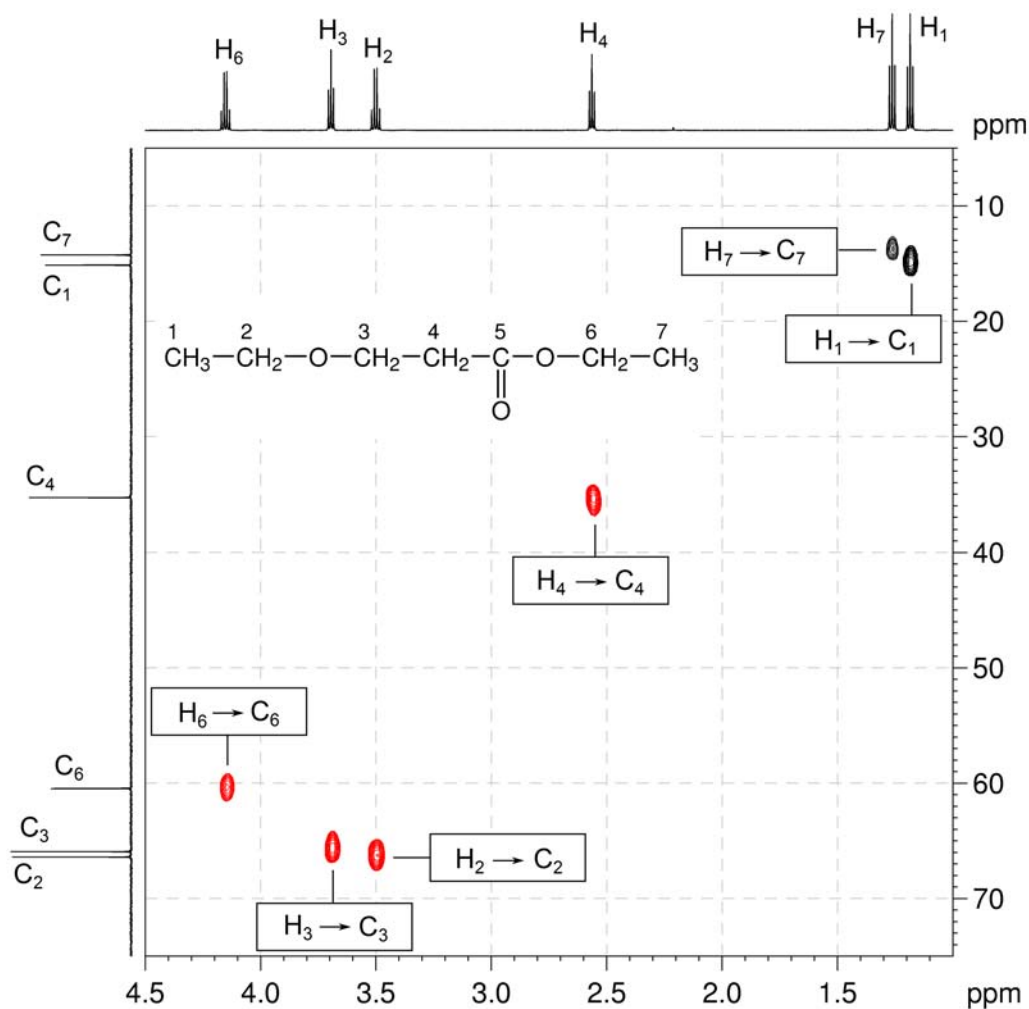 H₆ H₃ H₂ H₄ H₇ H₁
ppm
C₇
C₁
C₄
C₆
C₃
C₂
10
20
30
40
50
60
70
H₇ → C₇
H₁ → C₁
1 2 3 4 5 6 7
CH₃—CH₂—O—CH₂—CH₂—C—O—CH₂—CH₃
O
H₄ → C₄
H₆ → C₆
H₂ → C₂
H₃ → C₃
4.5 4.0 3.5 3.0 2.5 2.0 1.5 ppm